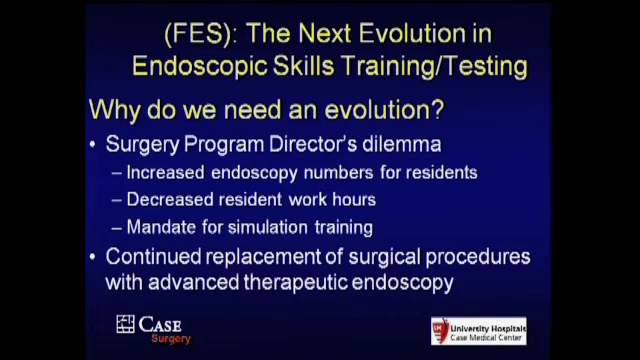 (FES): The Next Evolution in
Endoscopic Skills Training/Testing
Why do we need an evolution?
• Surgery Program Director's dilemma
– Increased endoscopy numbers for residents
– Decreased resident work hours
– Mandate for simulation training
• Continued replacement of surgical procedures
with advanced therapeutic endoscopy
CASE
Surgery
University Hospitals
Case Medical Center